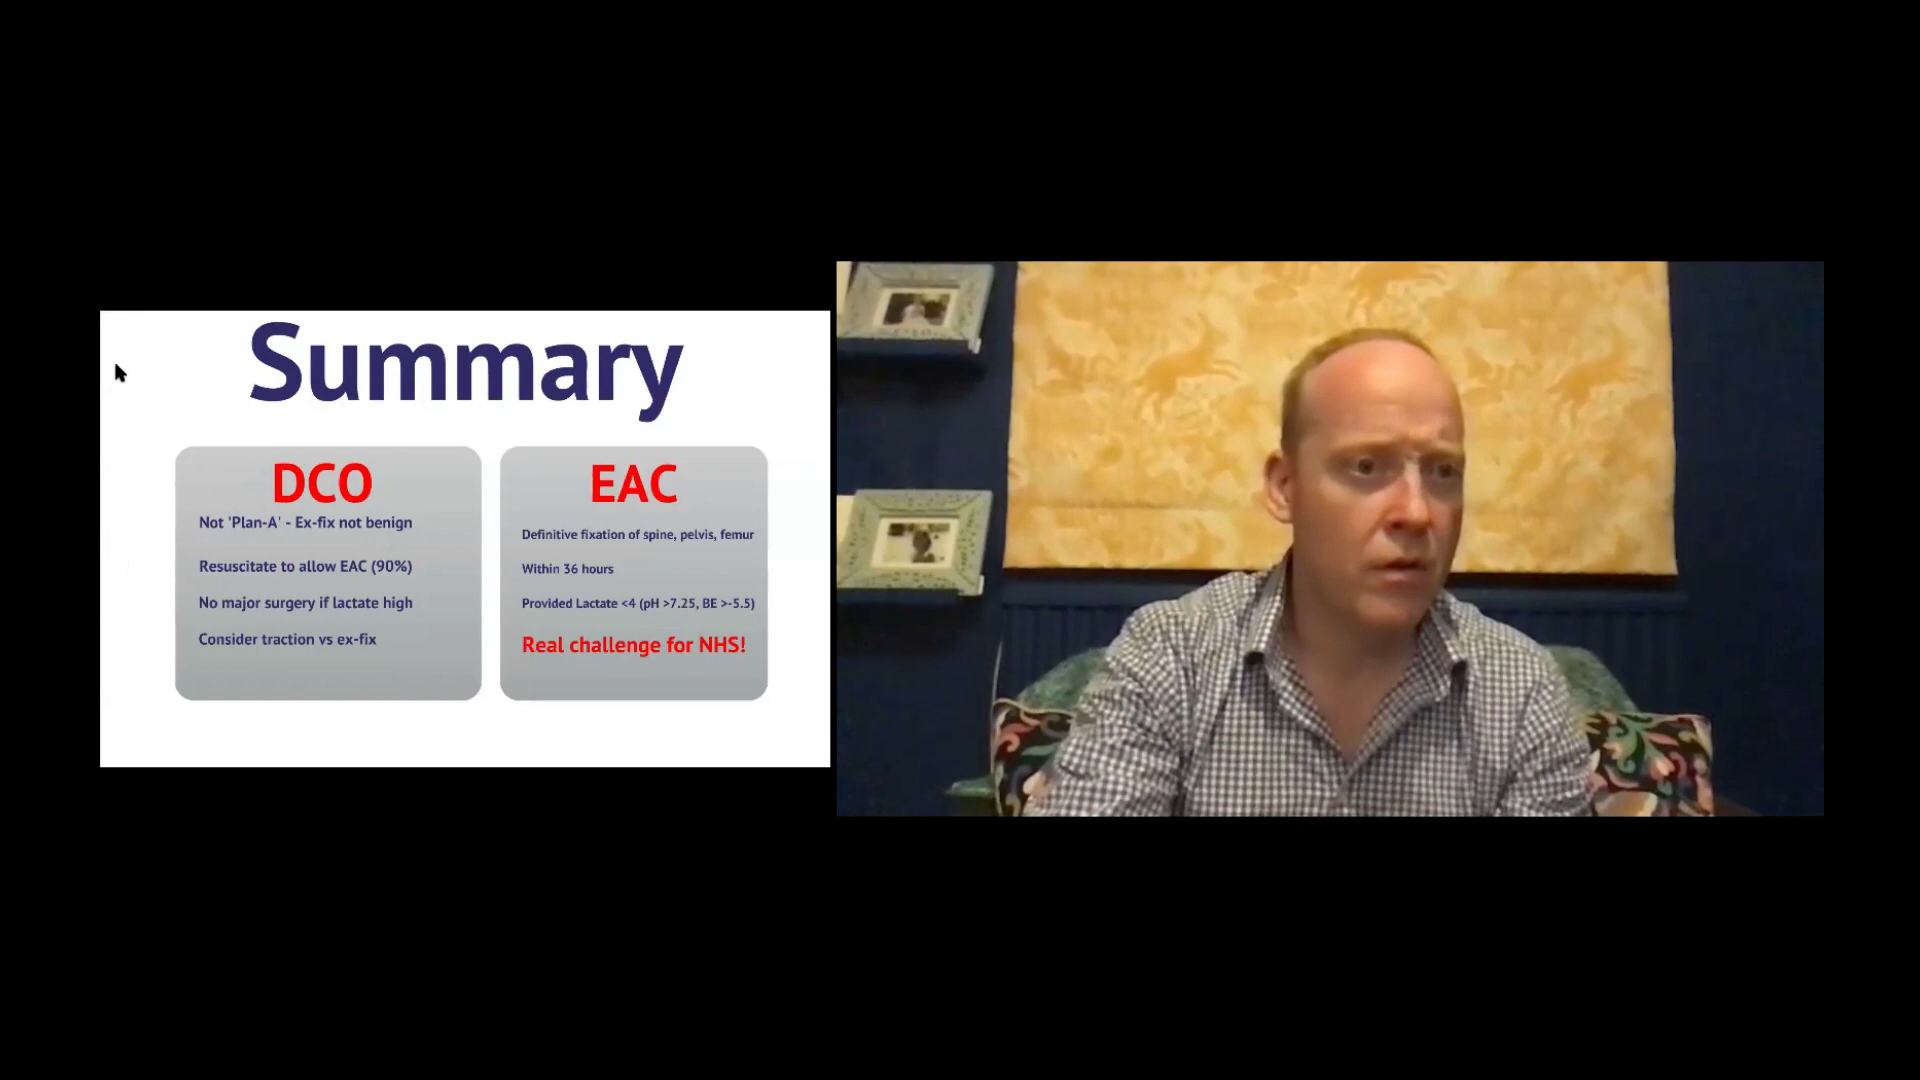 Summary
DCO
Not 'Plan-A' - Ex-fix not benign
Resuscitate to allow EAC (90%)
No major surgery if lactate high
Consider traction vs ex-fix
EAC
Definitive fixation of spine, pelvis, femur
Within 36 hours
Provided Lactate <4 (pH >7.25, BE >-5.5)
Real challenge for NHS!